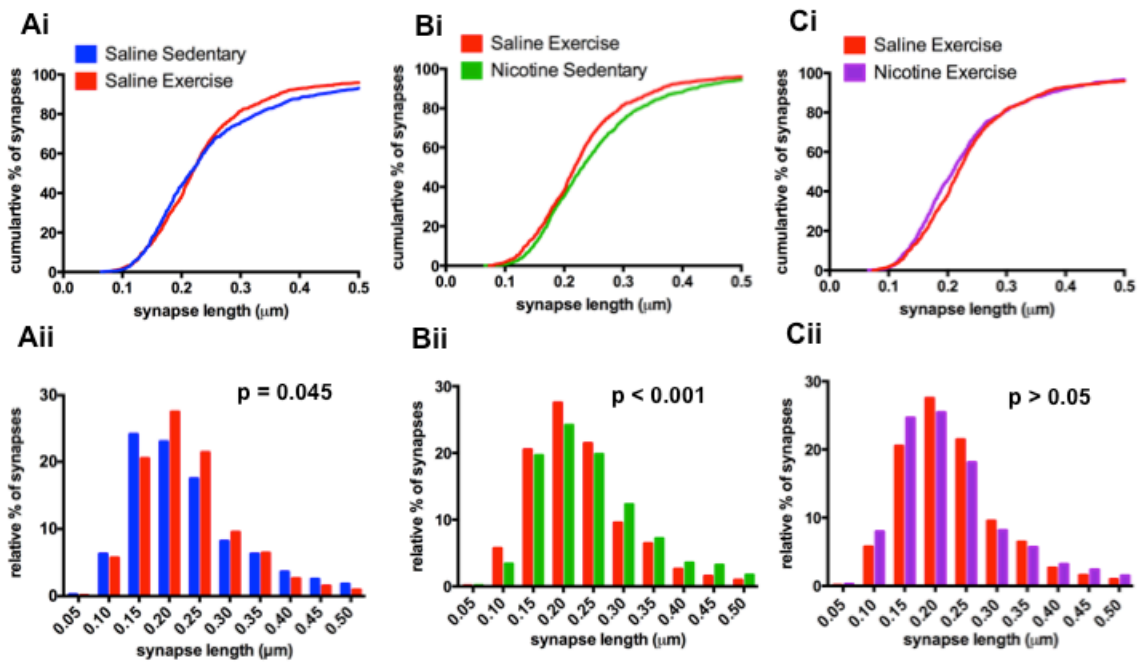 Ai
Saline Sedentary
Saline Exercise
100
80
60
40
20
0
cumulartive % of synapses
0.0 0.1 0.2 0.3 0.4 0.5
synapse length (μm)
Bi
Saline Exercise
Nicotine Sedentary
100
80
60
40
20
0
cumulartive % of synapses
0.0 0.1 0.2 0.3 0.4 0.5
synapse length (μm)
Ci
Saline Exercise
Nicotine Exercise
100
80
60
40
20
0
cumulartive % of synapses
0.0 0.1 0.2 0.3 0.4 0.5
synapse length (μm)
Aii
p = 0.045
30
20
10
0
relative % of synapses
0.05 0.10 0.15 0.20 0.25 0.30 0.35 0.40 0.45 0.50
synapse length (μm)
Bii
p < 0.001
30
20
10
0
relative % of synapses
0.05 0.10 0.15 0.20 0.25 0.30 0.35 0.40 0.45 0.50
synapse length (μm)
Cii
p > 0.05
30
20
10
0
relative % of synapses
0.05 0.10 0.15 0.20 0.25 0.30 0.35 0.40 0.45 0.50
synapse length (μm)